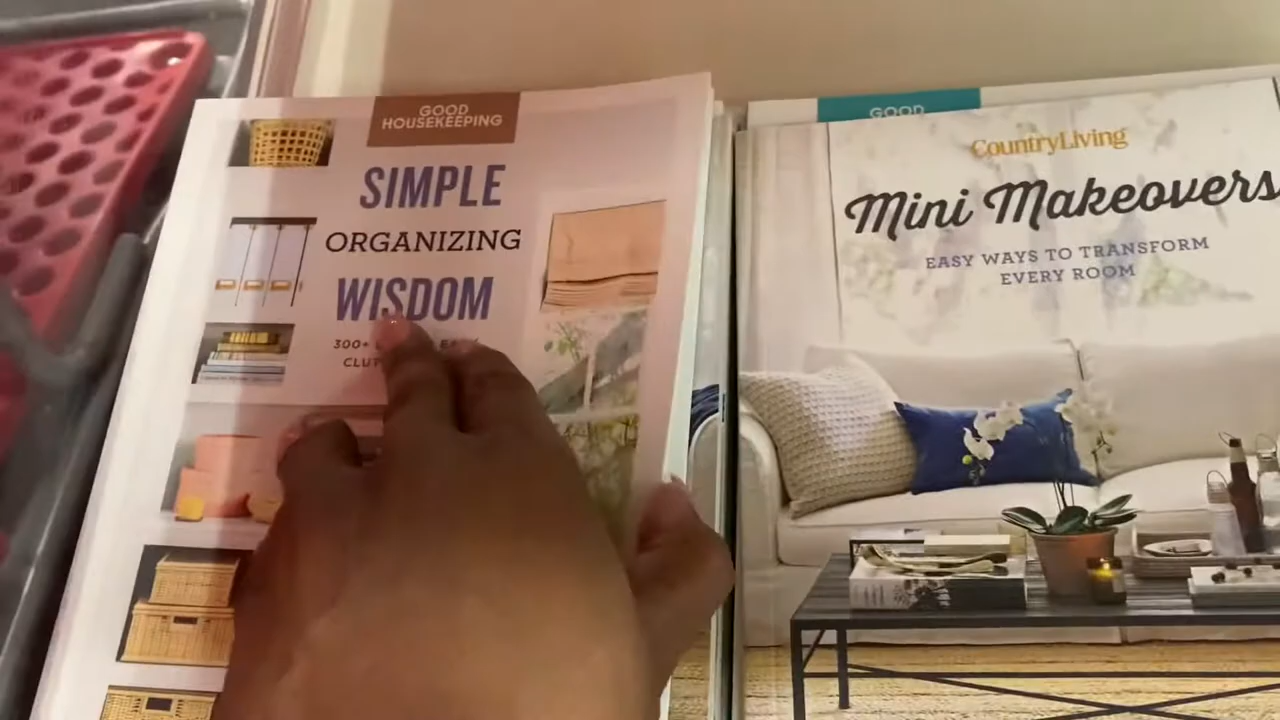 GOOD
HOUSEKEEPING
SIMPLE
ORGANIZING
WISDOM
300+
GOOD
CountryLiving
Mini Makeovers
EASY WAYS TO TRANSFORM
EVERY ROOM